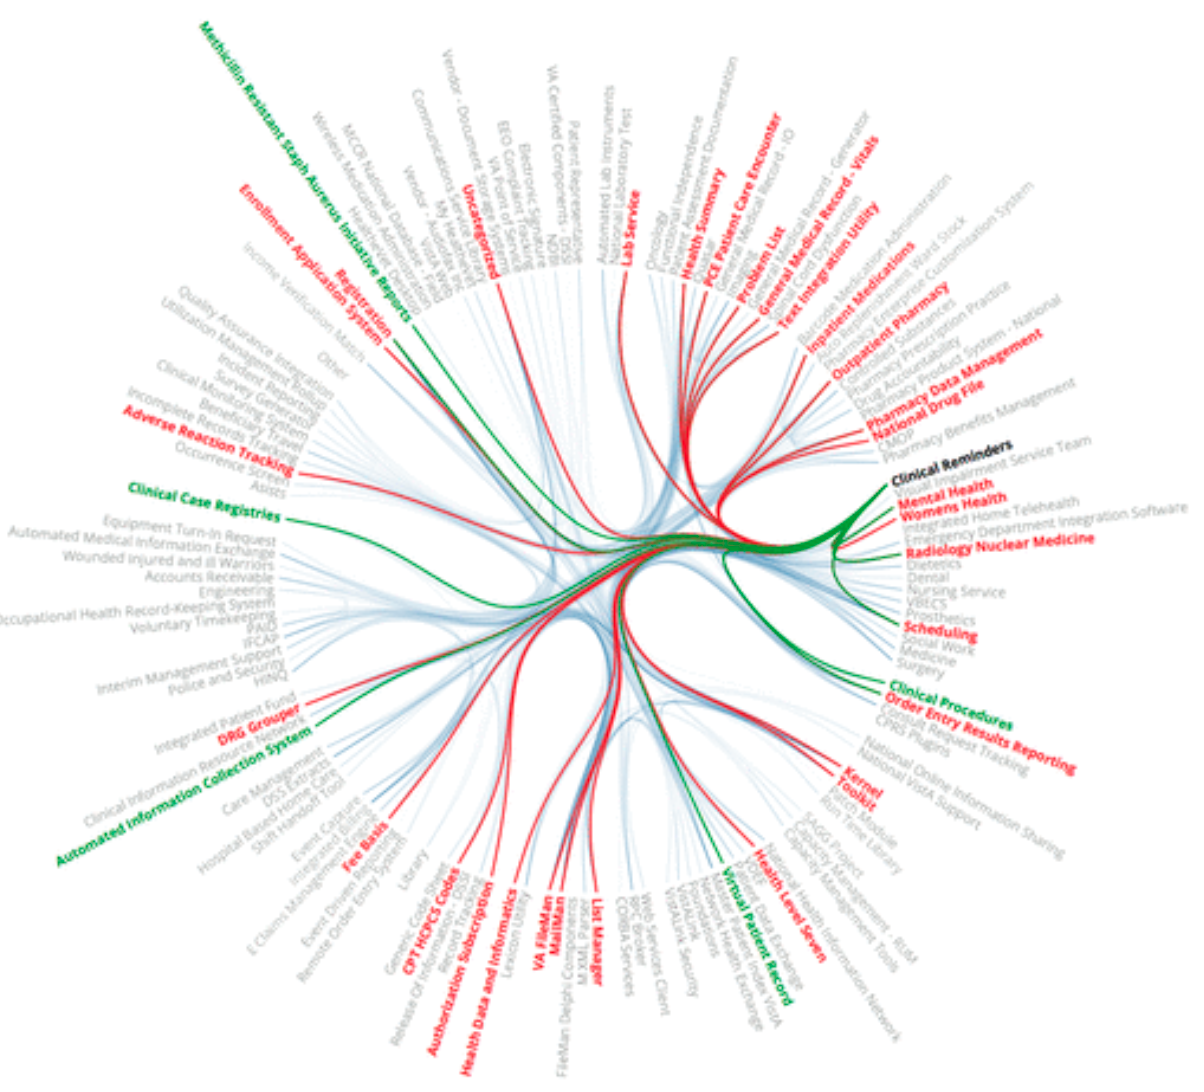 Methicillin Resistant Staph Aurerus Initiative Reports
Wireless Medication Administration
MCCR National Database - Field
Vendor - Audiofax Inc
VistA Web
My HealtheVet
Communications Service Library
Uncategorized
Vendor - Document Storage Systems
VA Point of Service
EEO Complaint Tracking
Electronic Signature
NDBI
VA Certified Components - DSS
Patient Representative
Automated Lab Instruments
National Laboratory Test
Lab Service
Oncology
Functional Independence
Patient Assessment Documentation
Health Summary
PCE Patient Care Encounter
Imaging
Problem List
General Medical Record - Generator
General Medical Record - Vitals
Spinal Cord Dysfunction
Text Integration Utility
Barcode Medication Administration
Inpatient Medications
Auto Replenishment Ward Stock
Pharmacy Enterprise Customization System
Outpatient Pharmacy
Controlled Substances
Pharmacy Prescription Practice
Drug Accountability
Pharmacy Product System - National
Pharmacy Data Management
National Drug File
CMOP
Pharmacy Benefits Management
Clinical Reminders
Visual Impairment Service Team
Mental Health
Womens Health
Integrated Home Telehealth
Emergency Department Integration Software
Radiology Nuclear Medicine
Dietetics
Dental
Nursing Service
VBECS
Prosthetics
Scheduling
Social Work
Medicine
Surgery
Clinical Procedures
Order Entry Results Reporting
Consult Request Tracking
CPRS Plugins
National Online Information Sharing
National VistA Support
Kernel
Toolkit
Patch Module
Run Time Library
SAGG Project
Capacity Management - RUM
Capacity Management Tools
National Health Information Network
Health Level Seven
Patient Data Exchange
Master Patient Index VistA
Virtual Patient Record
Network Health Exchange
Foundations
VistALink
VistALink Security
Web Services Client
RPC Broker
CORBA Services
List Manager
M XML Parser
FileMan Delphi Components
MailMan
VA FileMan
Lexicon Utility
Health Data and Informatics
Authorization Subscription
Record Tracking
Release Of Information - DSS
CPT HCPCS Codes
Generic Code Sheet
Library
Remote Order Entry System
Event Driven Reporting
Fee Basis
E Claims Management Engine
Integrated Billing
Event Capture
Shift Handoff Tool
Hospital Based Home Care
DSS Extracts
Care Management
Automated Information Collection System
Clinical Information Resource Network
DRG Grouper
Integrated Patient Fund
HINQ
Police and Security
Interim Management Support
IFCAP
PAID
Voluntary Timekeeping
Occupational Health Record-Keeping System
Engineering
Accounts Receivable
Wounded Injured and Ill Warriors
Automated Medical Information Exchange
Equipment Turn-In Request
Clinical Case Registries
Asists
Occurrence Screen
Adverse Reaction Tracking
Incomplete Records Tracking
Beneficiary Travel
Clinical Monitoring System
Survey Generator
Incident Reporting
Utilization Management Rollup
Quality Assurance Integration
Other
Income Verification Match
Enrollment Application System
Registration